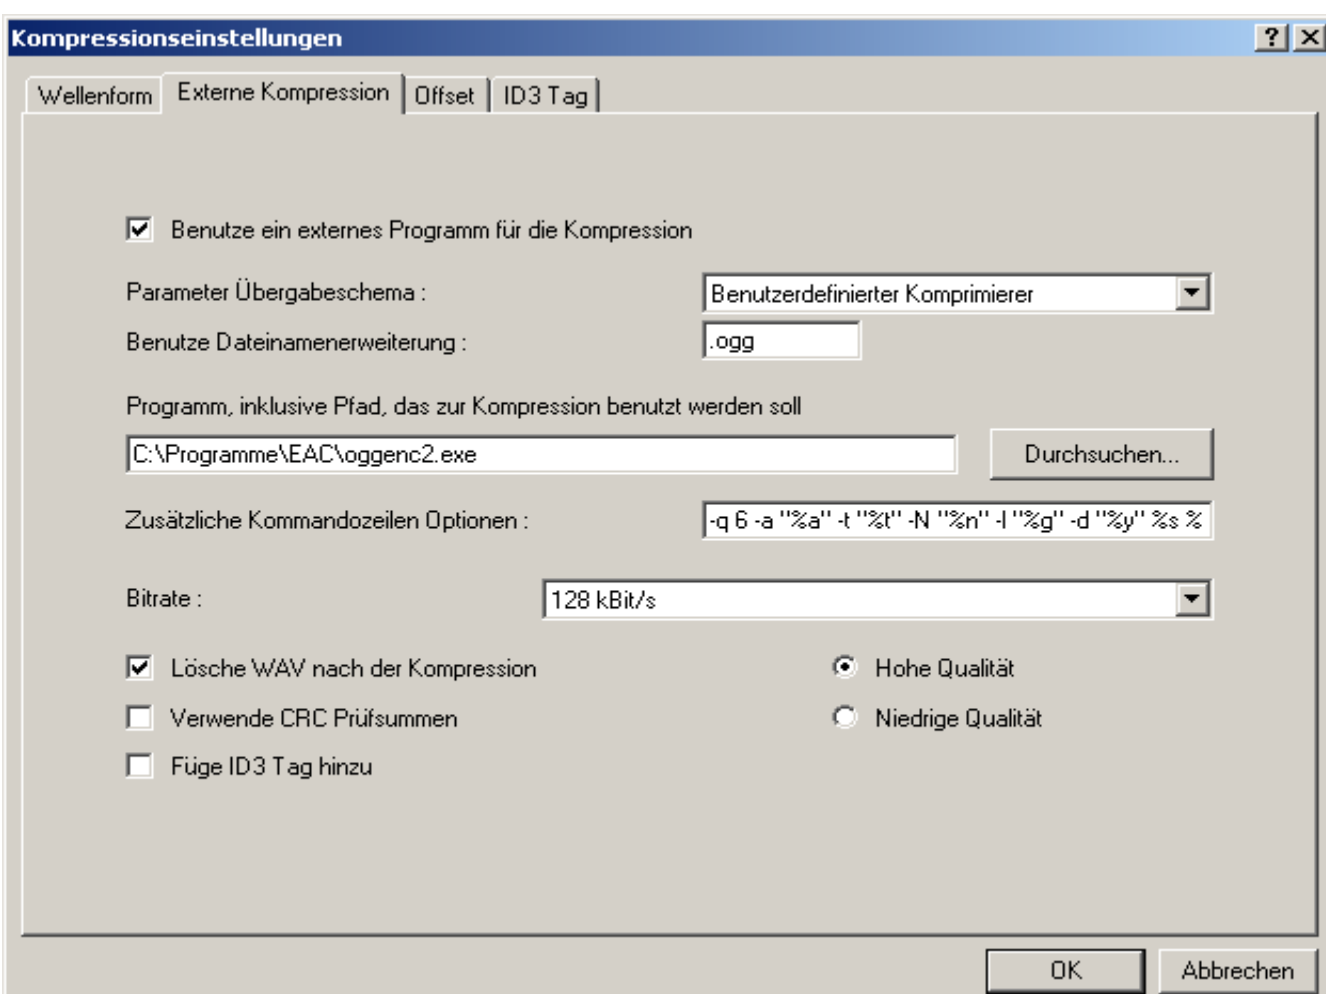 Kompressionseinstellungen
Wellenform Externe Kompression Offset ID3 Tag
Benutze ein externes Programm für die Kompression
Parameter Übergabeschema : Benutzerdefinierter Komprimierer
Benutze Dateinamenerweiterung : .ogg
Programm, inklusive Pfad, das zur Kompression benutzt werden soll
C:\Programme\EAC\oggenc2.exe Durchsuchen...
Zusätzliche Kommandozeilen Optionen : -q 6 -a "%a" -t "%t" -N "%n" -l "%g" -d "%y" %s %
Bitrate : 128 kBit/s
Lösche WAV nach der Kompression Hohe Qualität
Verwende CRC Prüfsummen Niedrige Qualität
Füge ID3 Tag hinzu
OK Abbrechen